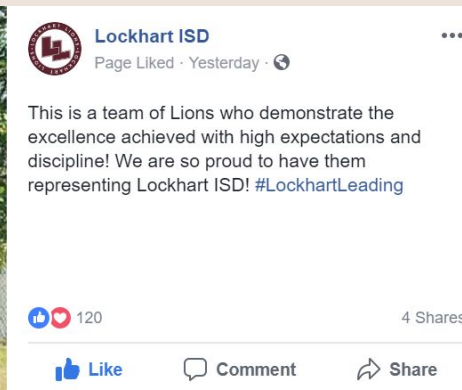 Lockhart ISD
Page Liked · Yesterday ·
This is a team of Lions who demonstrate the
excellence achieved with high expectations and
discipline! We are so proud to have them
representing Lockhart ISD! #LockhartLeading
120
4 Shares
Like Comment Share